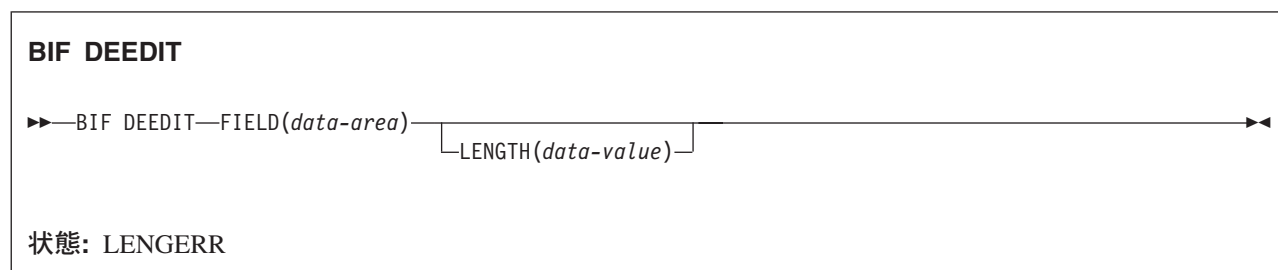 BIF DEEDIT
BIF DEEDIT FIELD(data-area)
LENGTH(data-value)
状態: LENGERR